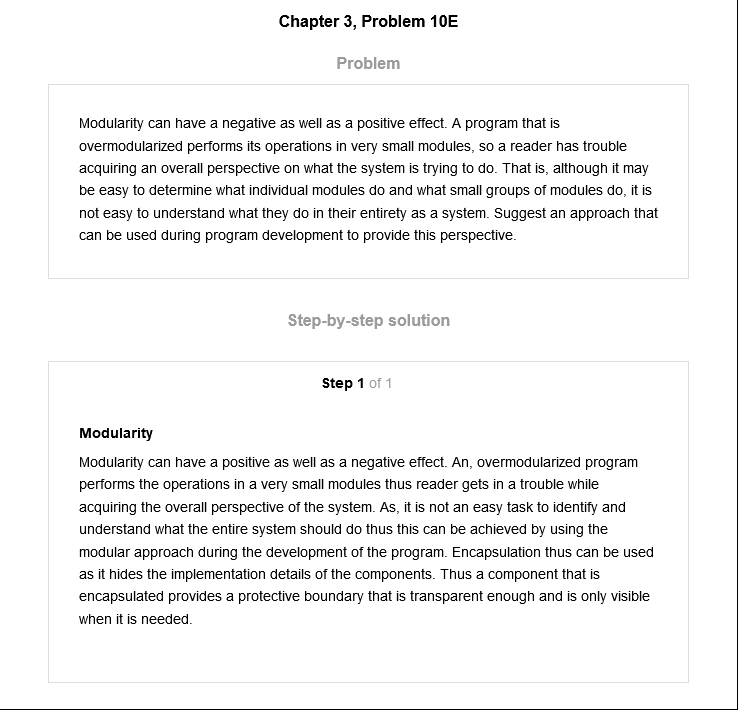 Chapter 3, Problem 10E
Problem
Modularity can have a negative as well as a positive effect. A program that is
overmodularized performs its operations in very small modules, so a reader has trouble
acquiring an overall perspective on what the system is trying to do. That is, although it may
be easy to determine what individual modules do and what small groups of modules do, it is
not easy to understand what they do in their entirety as a system. Suggest an approach that
can be used during program development to provide this perspective.
Step-by-step solution
Step 1 of 1
Modularity
Modularity can have a positive as well as a negative effect. An, overmodularized program
performs the operations in a very small modules thus reader gets in a trouble while
acquiring the overall perspective of the system. As, it is not an easy task to identify and
understand what the entire system should do thus this can be achieved by using the
modular approach during the development of the program. Encapsulation thus can be used
as it hides the implementation details of the components. Thus a component that is
encapsulated provides a protective boundary that is transparent enough and is only visible
when it is needed.